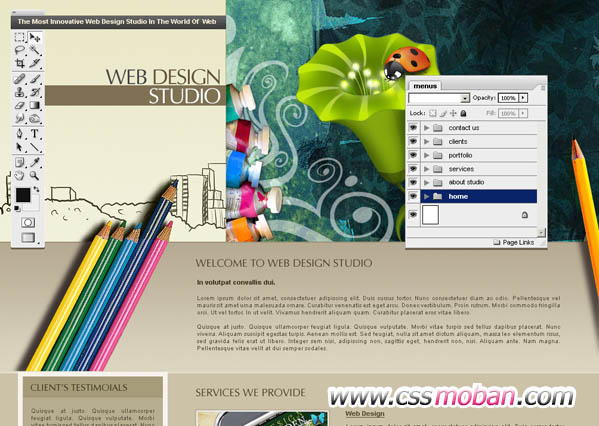 The Most Innovative Web Design Studio In The World Of Web
WEB DESIGN
STUDIO
menus
Opacity: 100%
Lock:
Fill: 100%
contact us
clients
portfolio
services
about studio
home
Page Links
WELCOME TO WEB DESIGN STUDIO
In volutpat convallis dui.
Lorem ipsum dolor sit amet, consectetuer adipiscing elit. Duis cursus tortor. Nunc consectetuer diam ac odio. Pellentesque vel
mauris sit amet urna dapibus placerat. Curabitur venenatis est eget arcu. Donec viverra, tortor quis. Proin rutrum. Morbi commodo fringilla
orci. Ut vel tortor. In ut velit. Vivamus aliquam quam. Curabitur placerat eros vitae libero.
Quisque at justo. Quisque ullamcorper feugiat ligula. Quisque vulputate. Morbi vitae turpis sed tellus dapibus placerat. Nunc
viverra. Aliquam suscipit egestas turpis. Aenean mollis est. Sed feugiat, nulla sit amet dictum aliquam, massa leo elementum risus,
sed gravida felis erat ut libero. Integer sem nisi, adipiscing non, sagittis eget, hendrerit non, nisi. Aliquam ante. Nam magna.
Pellentesque vitae velit at dui semper sodales.
CLIENT'S TESTIMOIALS
Quisque at justo. Quisque ullamcorper
feugiat ligula. Quisque vulputate. Morbi
SERVICES WE PROVIDE
Web Design
www.cssmoban.com